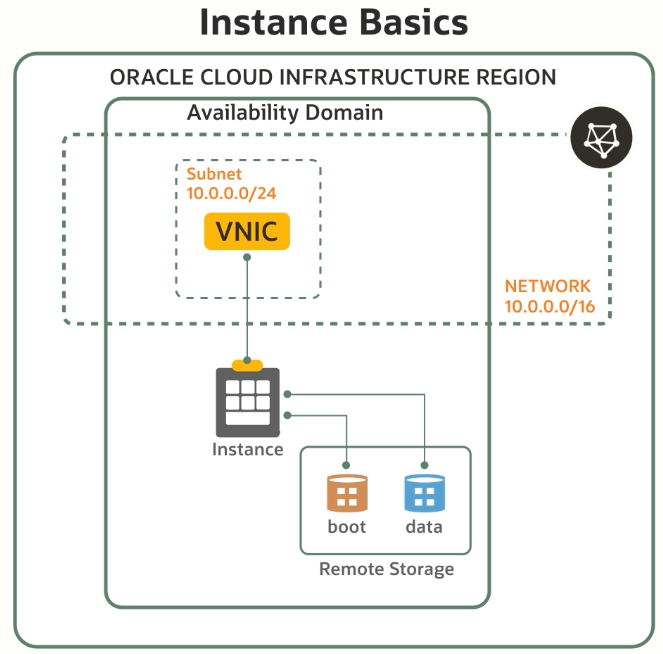 Instance Basics
ORACLE CLOUD INFRASTRUCTURE REGION
Availability Domain
Subnet
10.0.0.0/24
VNIC
NETWORK
10.0.0.0/16
Instance
boot
data
Remote Storage